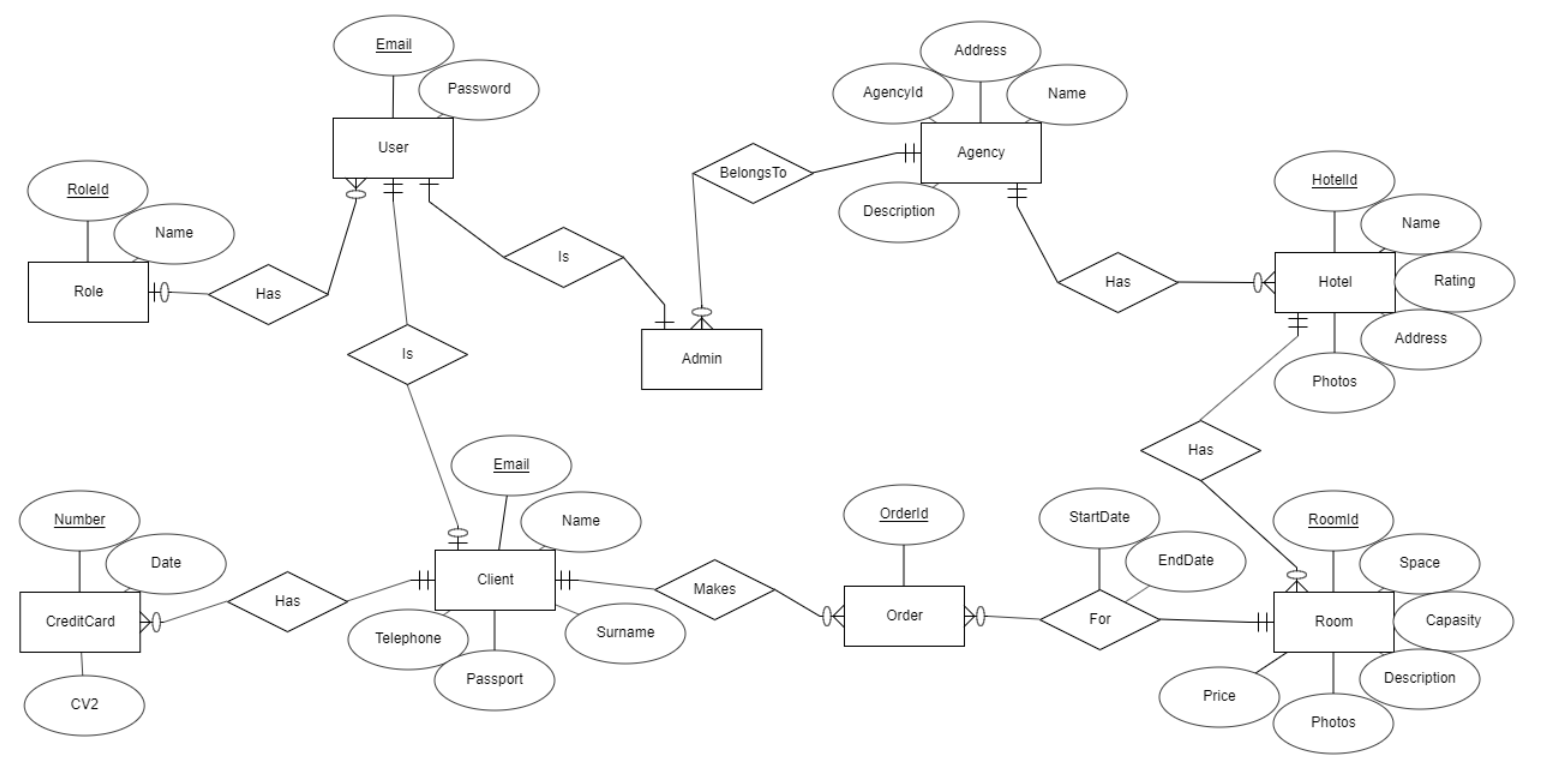 Email
Password
User
RoleId
Name
Role
Has
Is
Is
Admin
BelongsTo
Address
AgencyId
Name
Agency
Description
Has
HotelId
Name
Rating
Hotel
Address
Photos
Has
Number
Date
CreditCard
CV2
Has
Email
Name
Client
Telephone
Passport
Surname
Makes
OrderId
Order
StartDate
EndDate
For
RoomId
Space
Room
Capasity
Description
Price
Photos